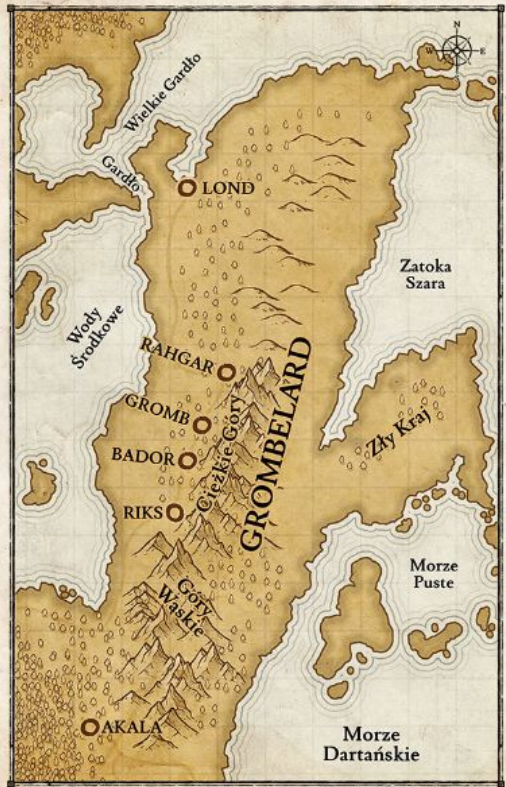 N
W
E
Wielkie Gardło
Gardło
LOND
Zatoka
Szara
Wody
Środkowe
RAHGAR
GROMB
BADOR
RIKS
Ciężkie Góry
GROMBELARD
Zły Kraj
Góry
Wąskie
Morze
Puste
AKALA
Morze
Dartańskie